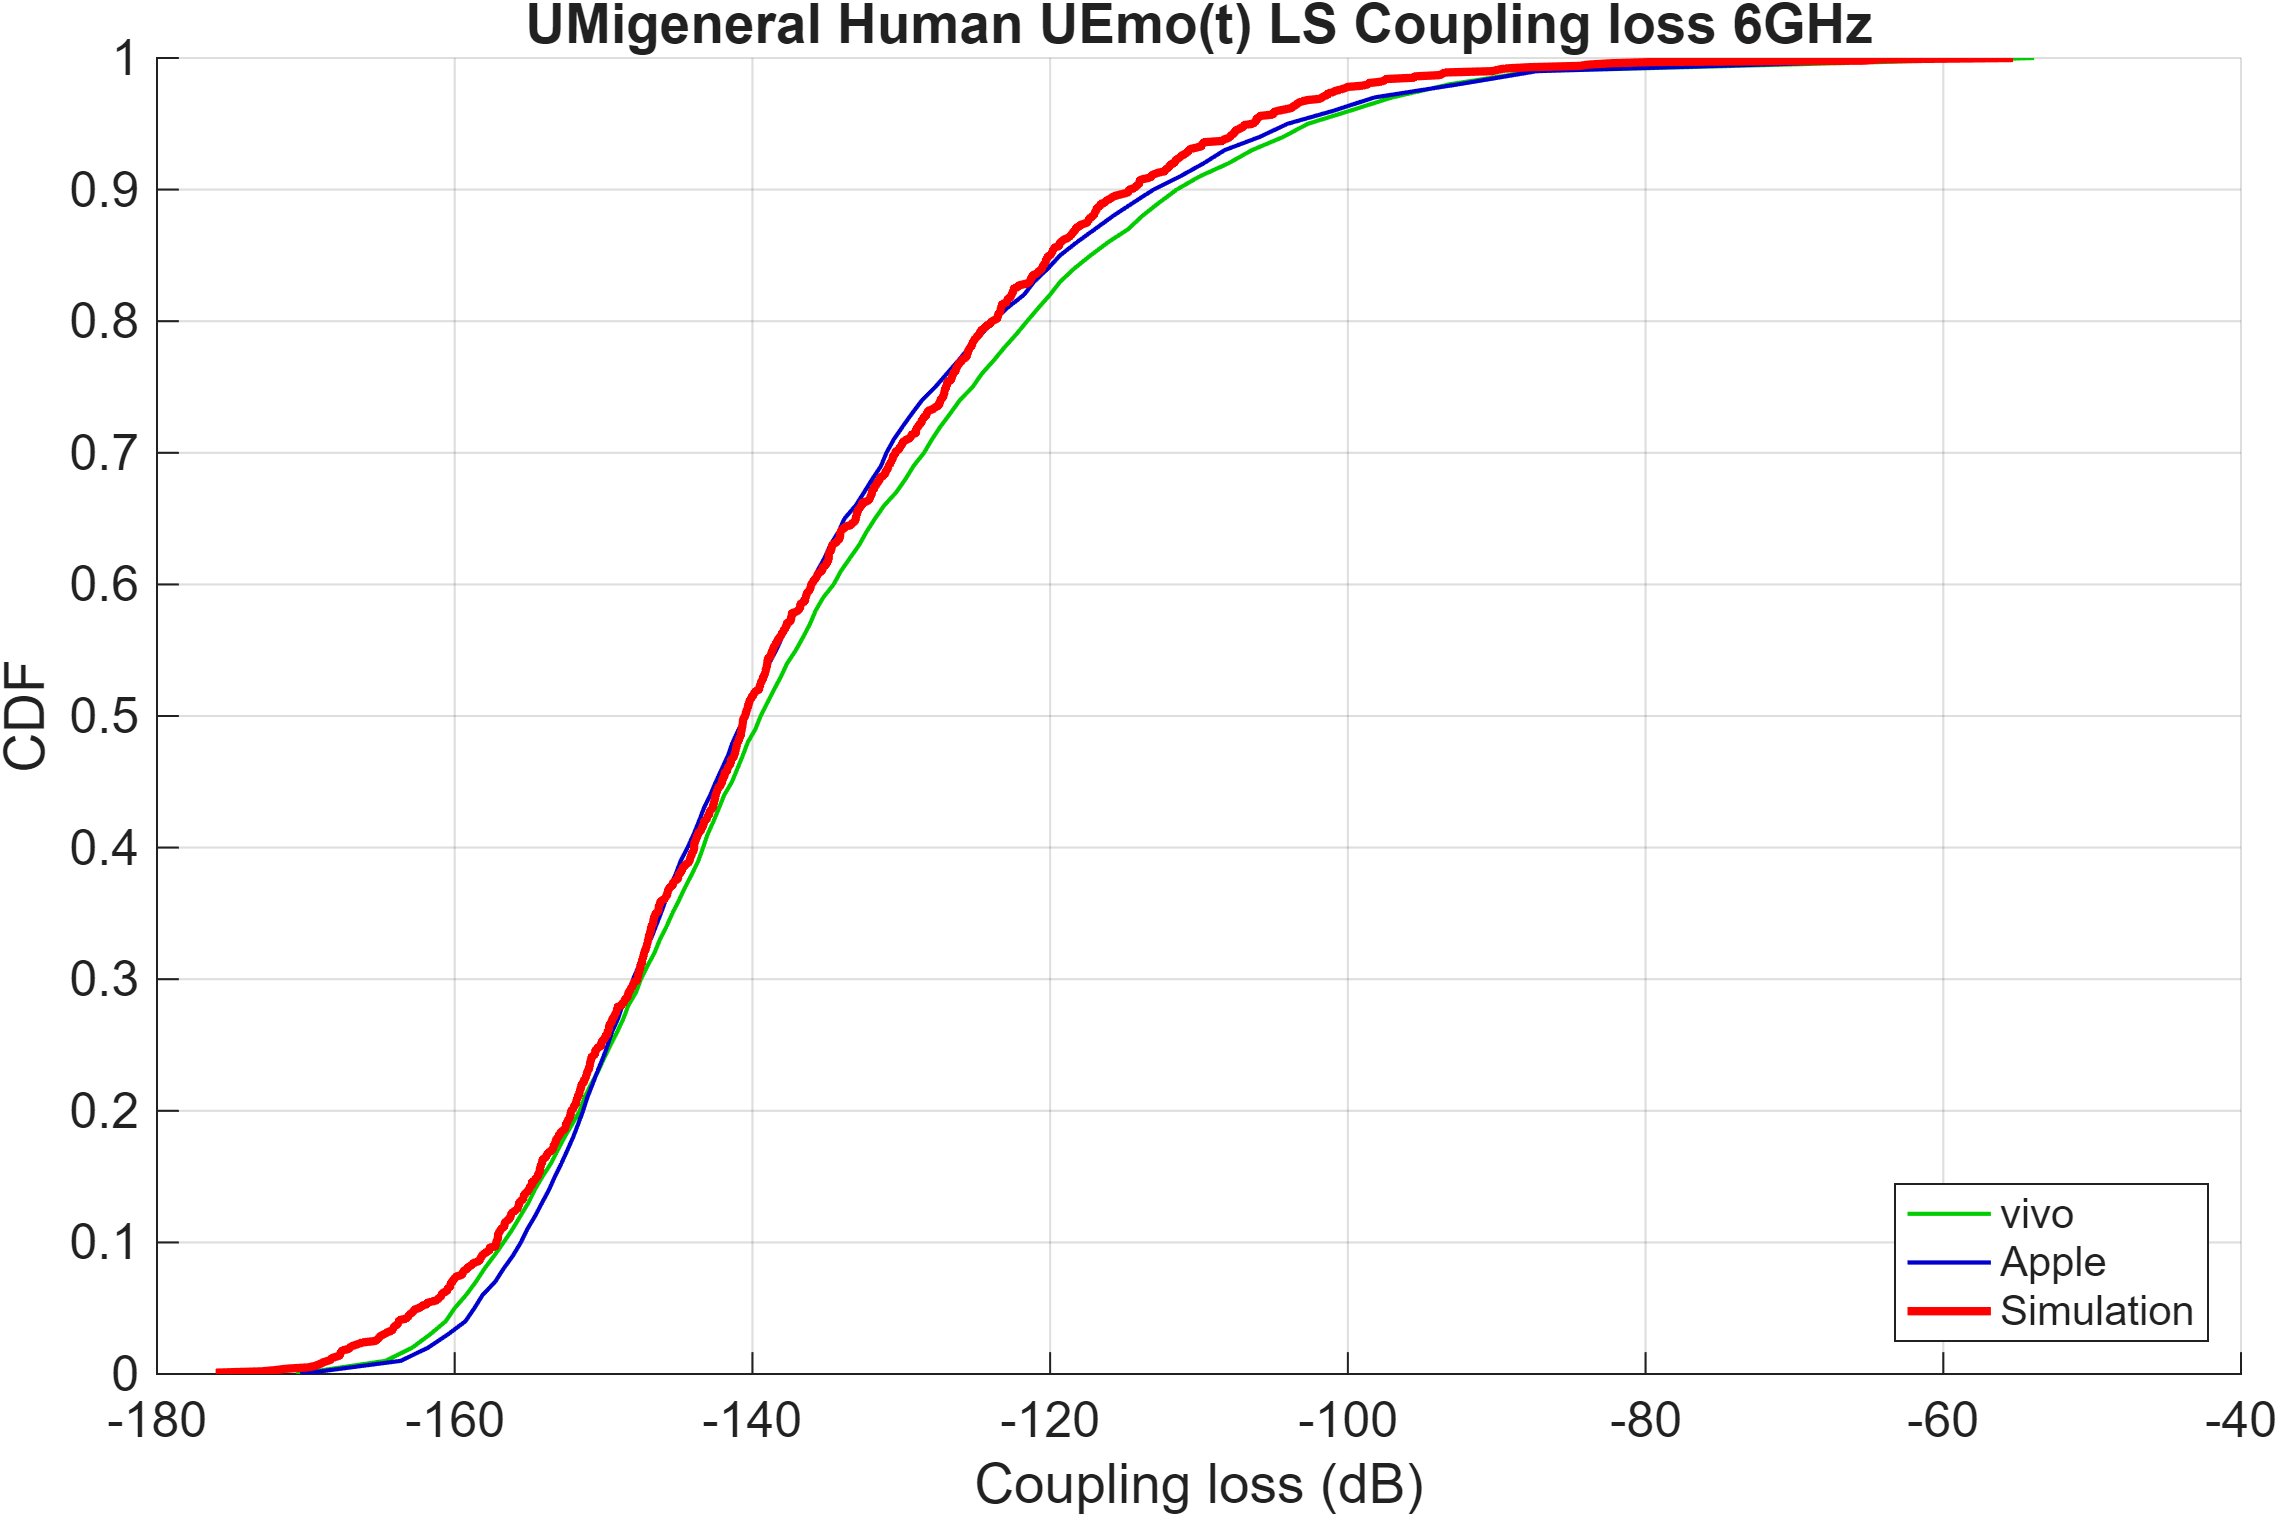 UMigeneral Human UEmo(t) LS Coupling loss 6GHz
1
0.9
0.8
0.7
0.6
0.5
0.4
0.3
0.2
0.1
0
CDF
-180 -160 -140 -120 -100 -80 -60 -40
Coupling loss (dB)
vivo
Apple
Simulation